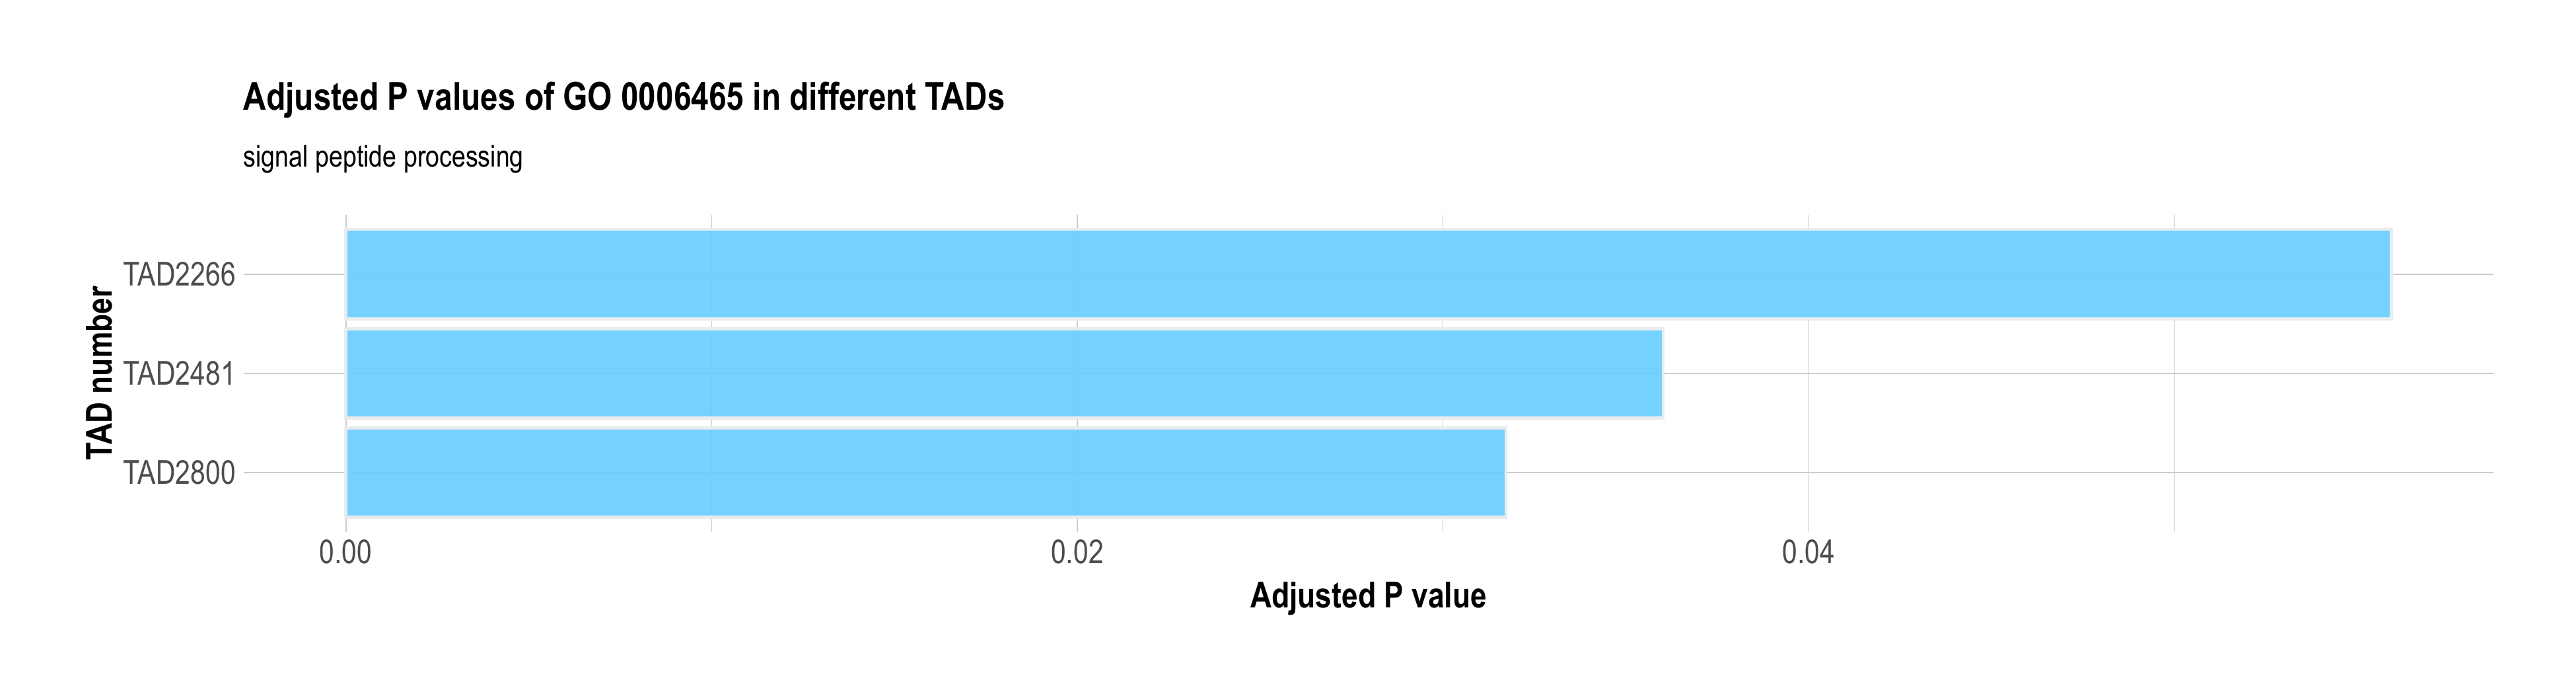 Adjusted P values of GO 0006465 in different TADs
signal peptide processing
TAD number
TAD2266
TAD2481
TAD2800
0.00 0.02 0.04
Adjusted P value